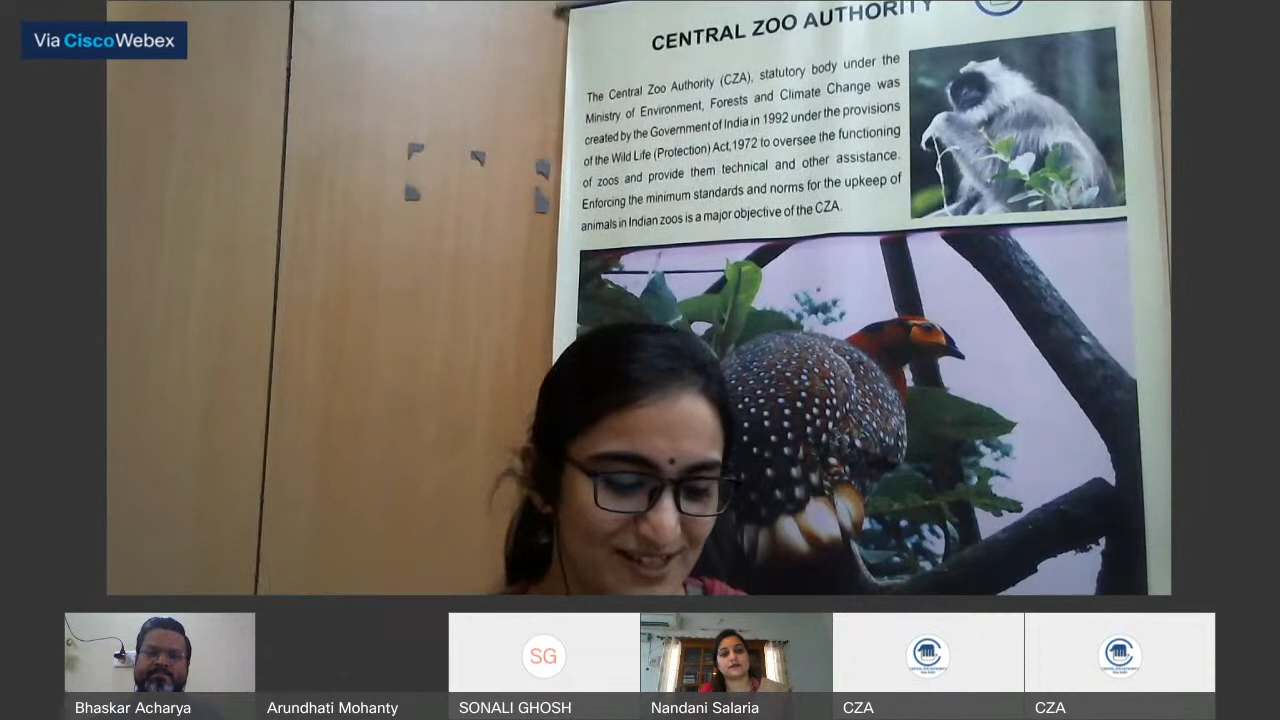 Via Cisco Webex
CENTRAL ZOO AUTHORITY
The Central Zoo Authority (CZA), statutory body under the
Ministry of Environment, Forests and Climate Change was
created by the Government of India in 1992 under the provisions
of the Wild Life (Protection) Act,1972 to oversee the functioning
of zoos and provide them technical and other assistance.
Enforcing the minimum standards and norms for the upkeep of
animals in Indian zoos is a major objective of the CZA.
SG
Bhaskar Acharya
Arundhati Mohanty
SONALI GHOSH
Nandani Salaria
CZA
CZA